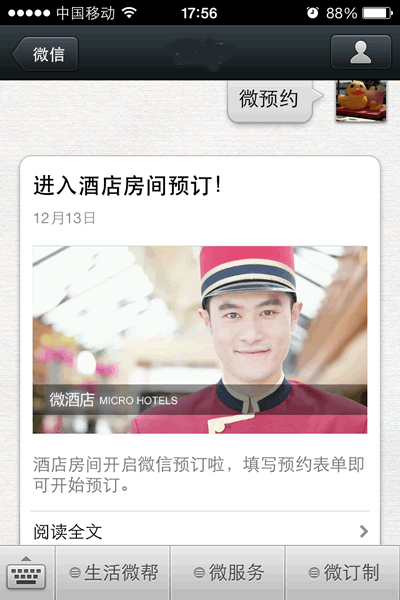 中国移动 17:56 88%
微信
微预约
进入酒店房间预订!
12月13日
微酒店 MICRO HOTELS
酒店房间开启微信预订啦,填写预约表单即
可开始预订。
阅读全文
生活微帮 微服务 微订制